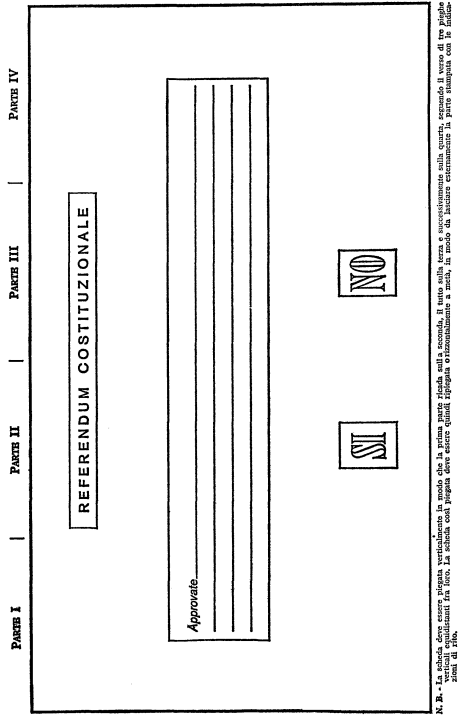 PARTE I | PARTE II | PARTE III | PARTE IV
REFERENDUM COSTITUZIONALE
Approvate
SI NO
N. B. - La scheda deve essere piegata verticalmente in modo che la prima parte ricada sulla seconda, il tutto sulla terza e successivamente sulla quarta, seguendo il verso di tre pieghe
verticali equidistanti fra loro. La scheda così piegata deve essere quindi ripiegata orizzontalmente a metà, in modo da lasciare esternamente la parte stampata con le indica-
zioni di rito.